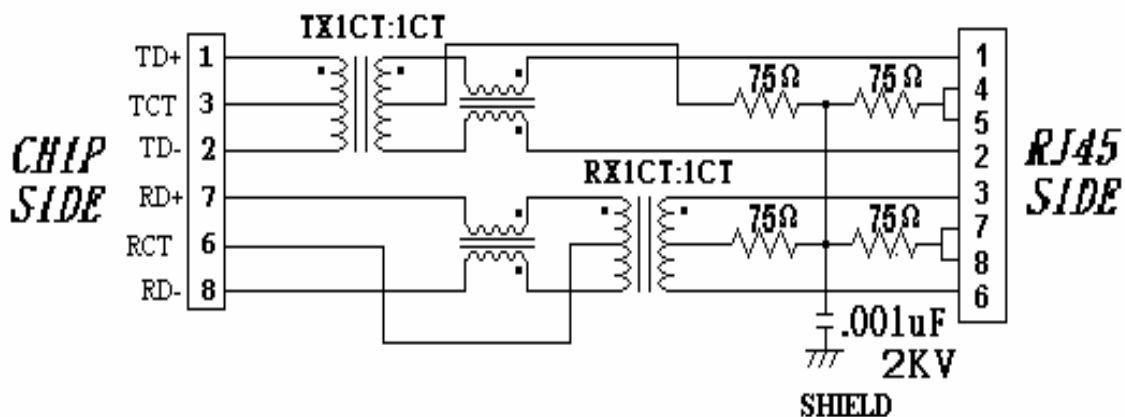 TX1CT:1CT
TD+ 1
TCT 3
TD- 2
RD+ 7
RCT 6
RD- 8
CHIP
SIDE
75Ω 75Ω
RX1CT:1CT
75Ω 75Ω
1
4
5
2
3
7
8
6
RJ45
SIDE
.001uF
2KV
SHIELD